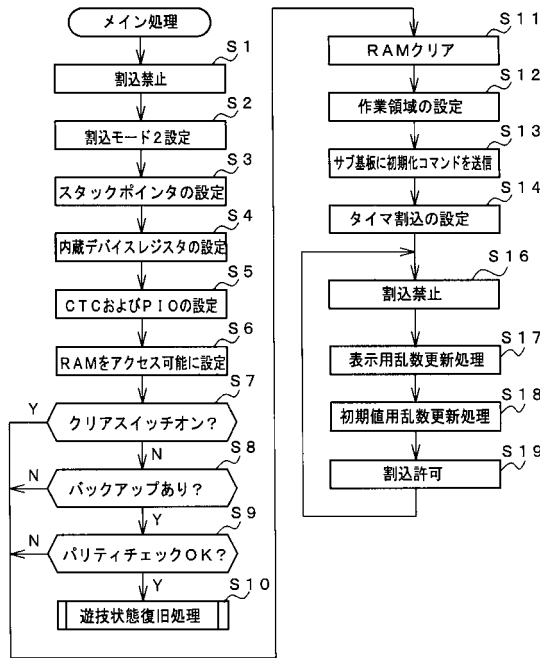 メイン処理
S1
割込禁止
S2
割込モード2設定
S3
スタックポインタの設定
S4
内蔵デバイスレジスタの設定
S5
CTCおよびPIOの設定
S6
RAMをアクセス可能に設定
S7
Y
クリアスイッチオン?
N
S8
N
バックアップあり?
Y
S9
N
パリティチェックOK?
Y
S10
遊技状態復旧処理
S11
RAMクリア
S12
作業領域の設定
S13
サブ基板に初期化コマンドを送信
S14
タイマ割込の設定
S16
割込禁止
S17
表示用乱数更新処理
S18
初期値用乱数更新処理
S19
割込許可